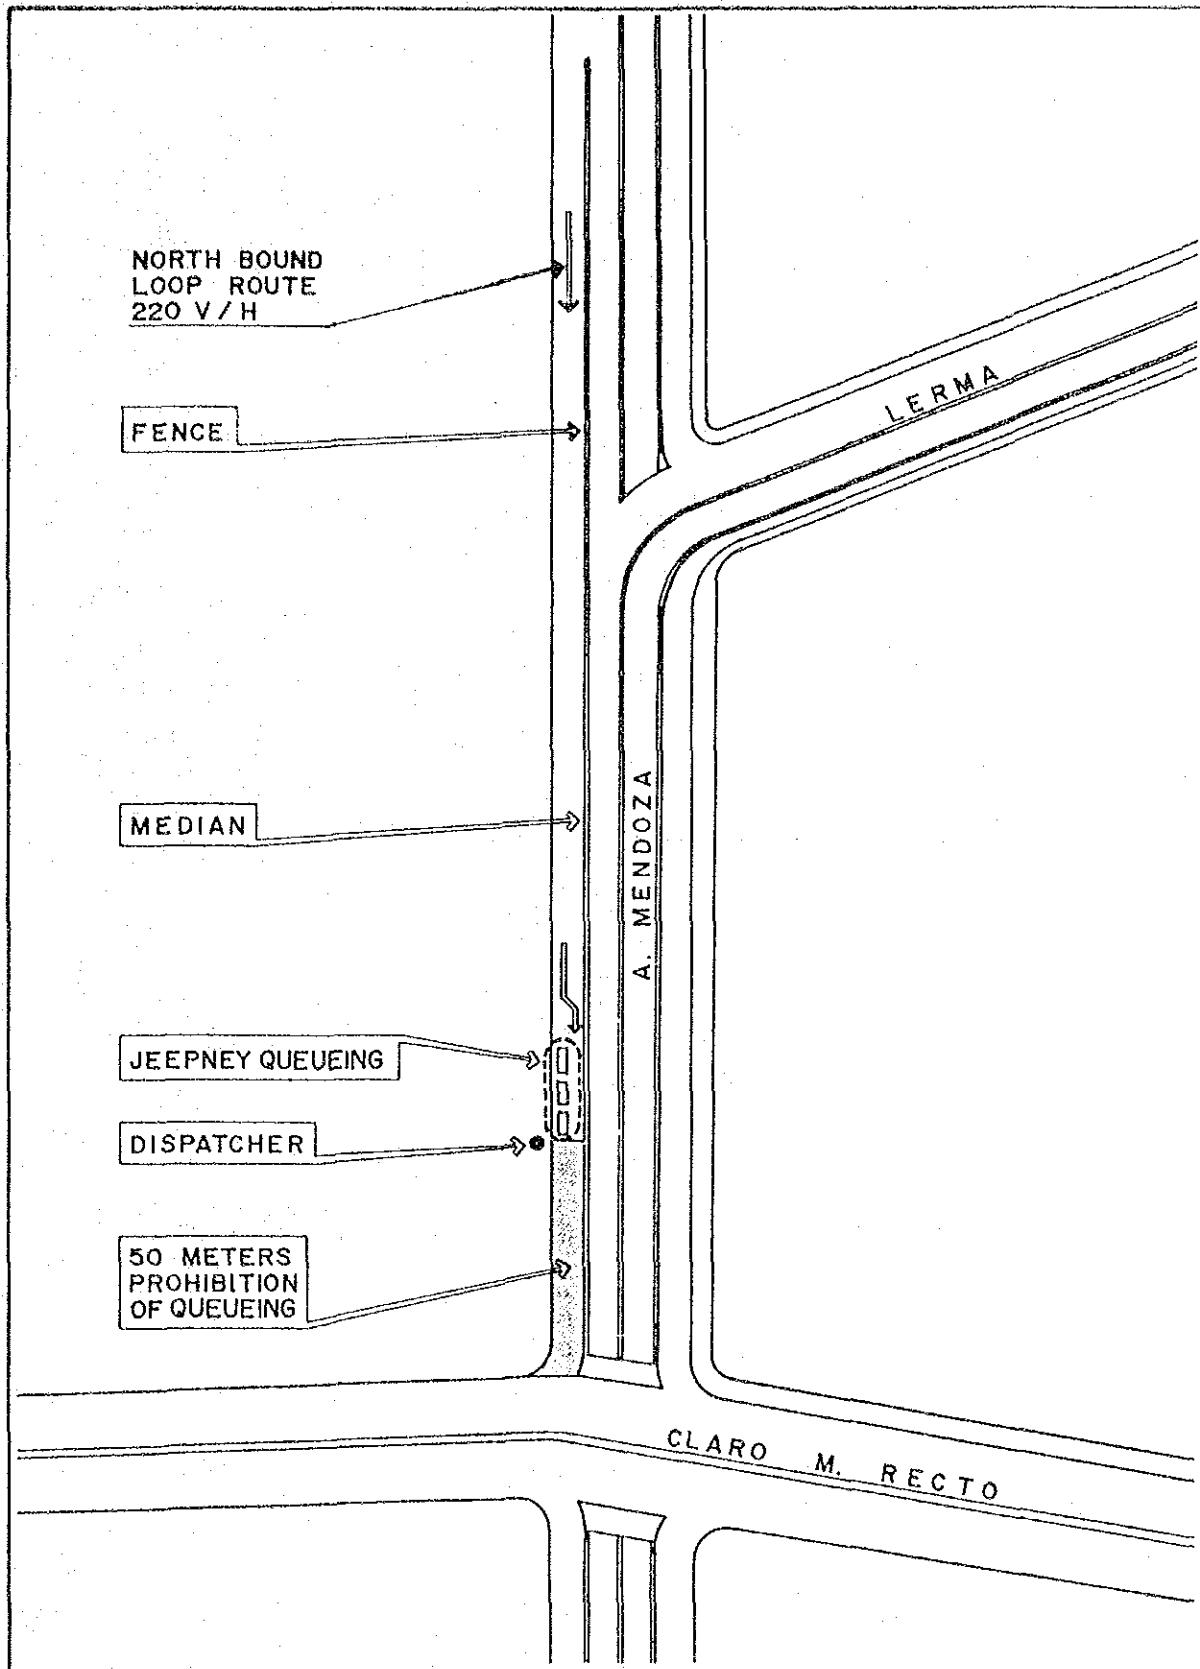 NORTH BOUND
LOOP ROUTE
220 V / H
LERMA
FENCE
MEDIAN
A. MENDOZA
JEEPNEY QUEUEING
DISPATCHER
50 METERS
PROHIBITION
OF QUEUEING
CLARO M. RECTO